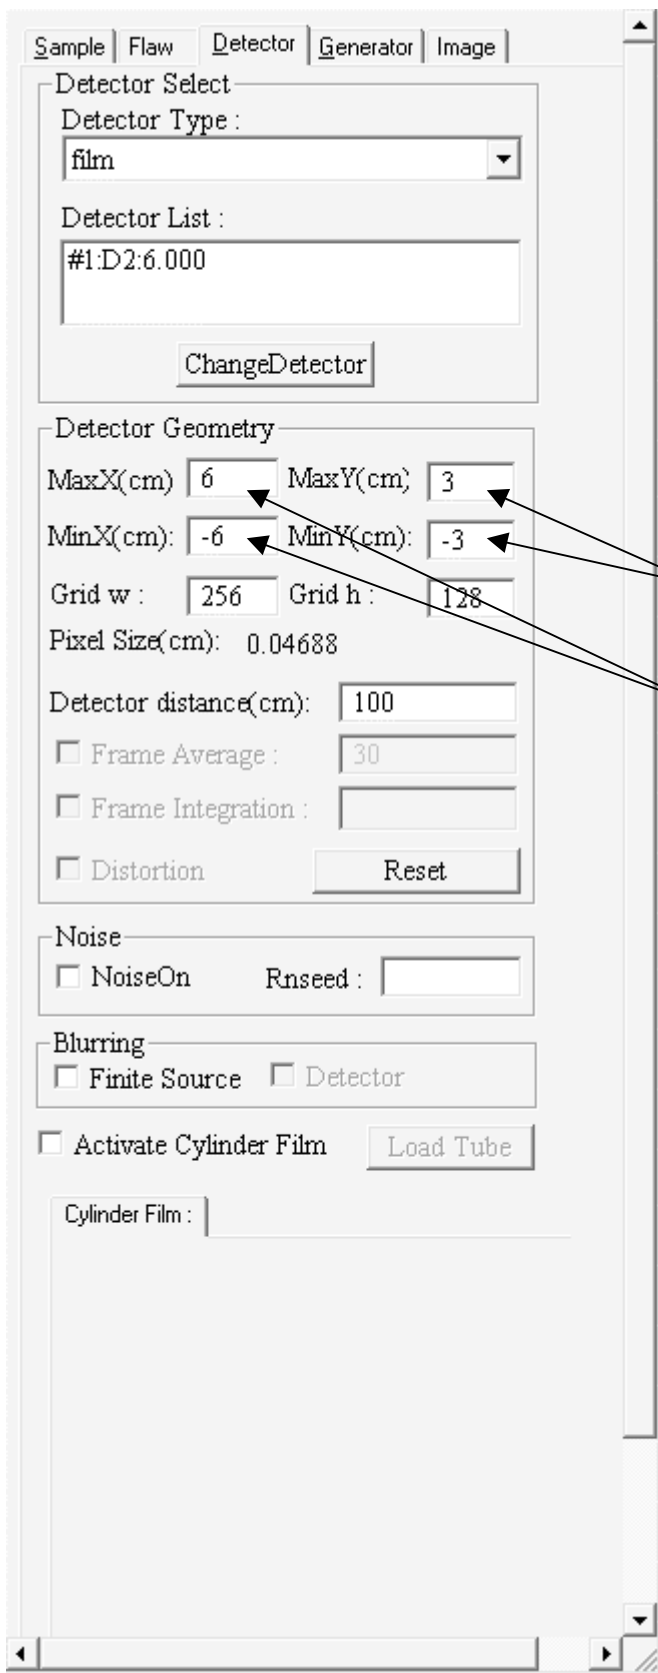 Sample Flaw Detector Generator Image
Detector Select
Detector Type :
film
Detector List :
#1:D2:6.000
ChangeDetector
Detector Geometry
MaxX(cm) 6 MaxY(cm) 3
MinX(cm): -6 MinY(cm): -3
Grid w : 256 Grid h : 128
Pixel Size(cm): 0.04688
Detector distance(cm): 100
Frame Average : 30
Frame Integration :
Distortion Reset
Noise
NoiseOn Rnseed :
Blurring
Finite Source Detector
Activate Cylinder Film Load Tube
Cylinder Film :